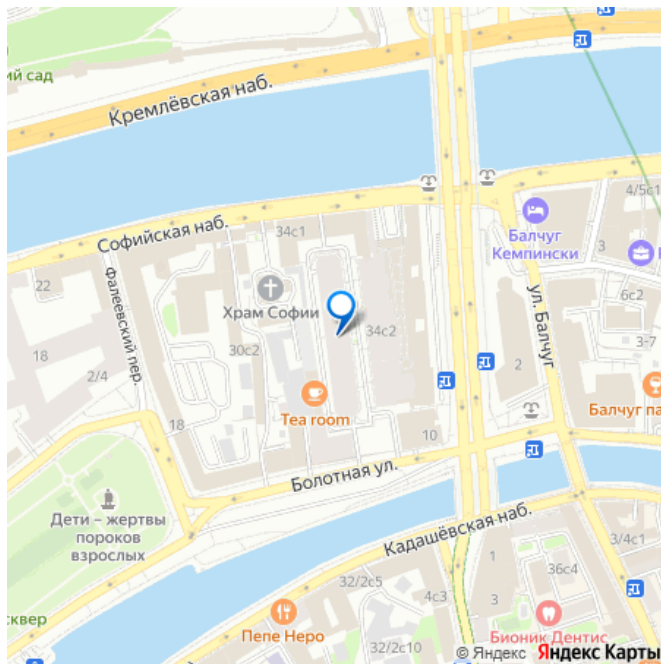 ий сад
Кремлёвская наб.
4/5с1
Софийская наб.
34с1
Балчуг
Кемпински
3
22
Фалеевский пер.
Храм Софии
ул. Балчуг
6с2
18
30с2
34с2
3-7
2/4
2
Tea room
Балчуг па
18
10
Болотная ул.
Дети – жертвы
пороков
взрослых
Кадашёвская наб.
3/4с1
1
36с4
32/2с5
4с3
3
сквер
Пепе Неро
Бионик Дентис
32/2с10
© Яндекс Яндекс Карты